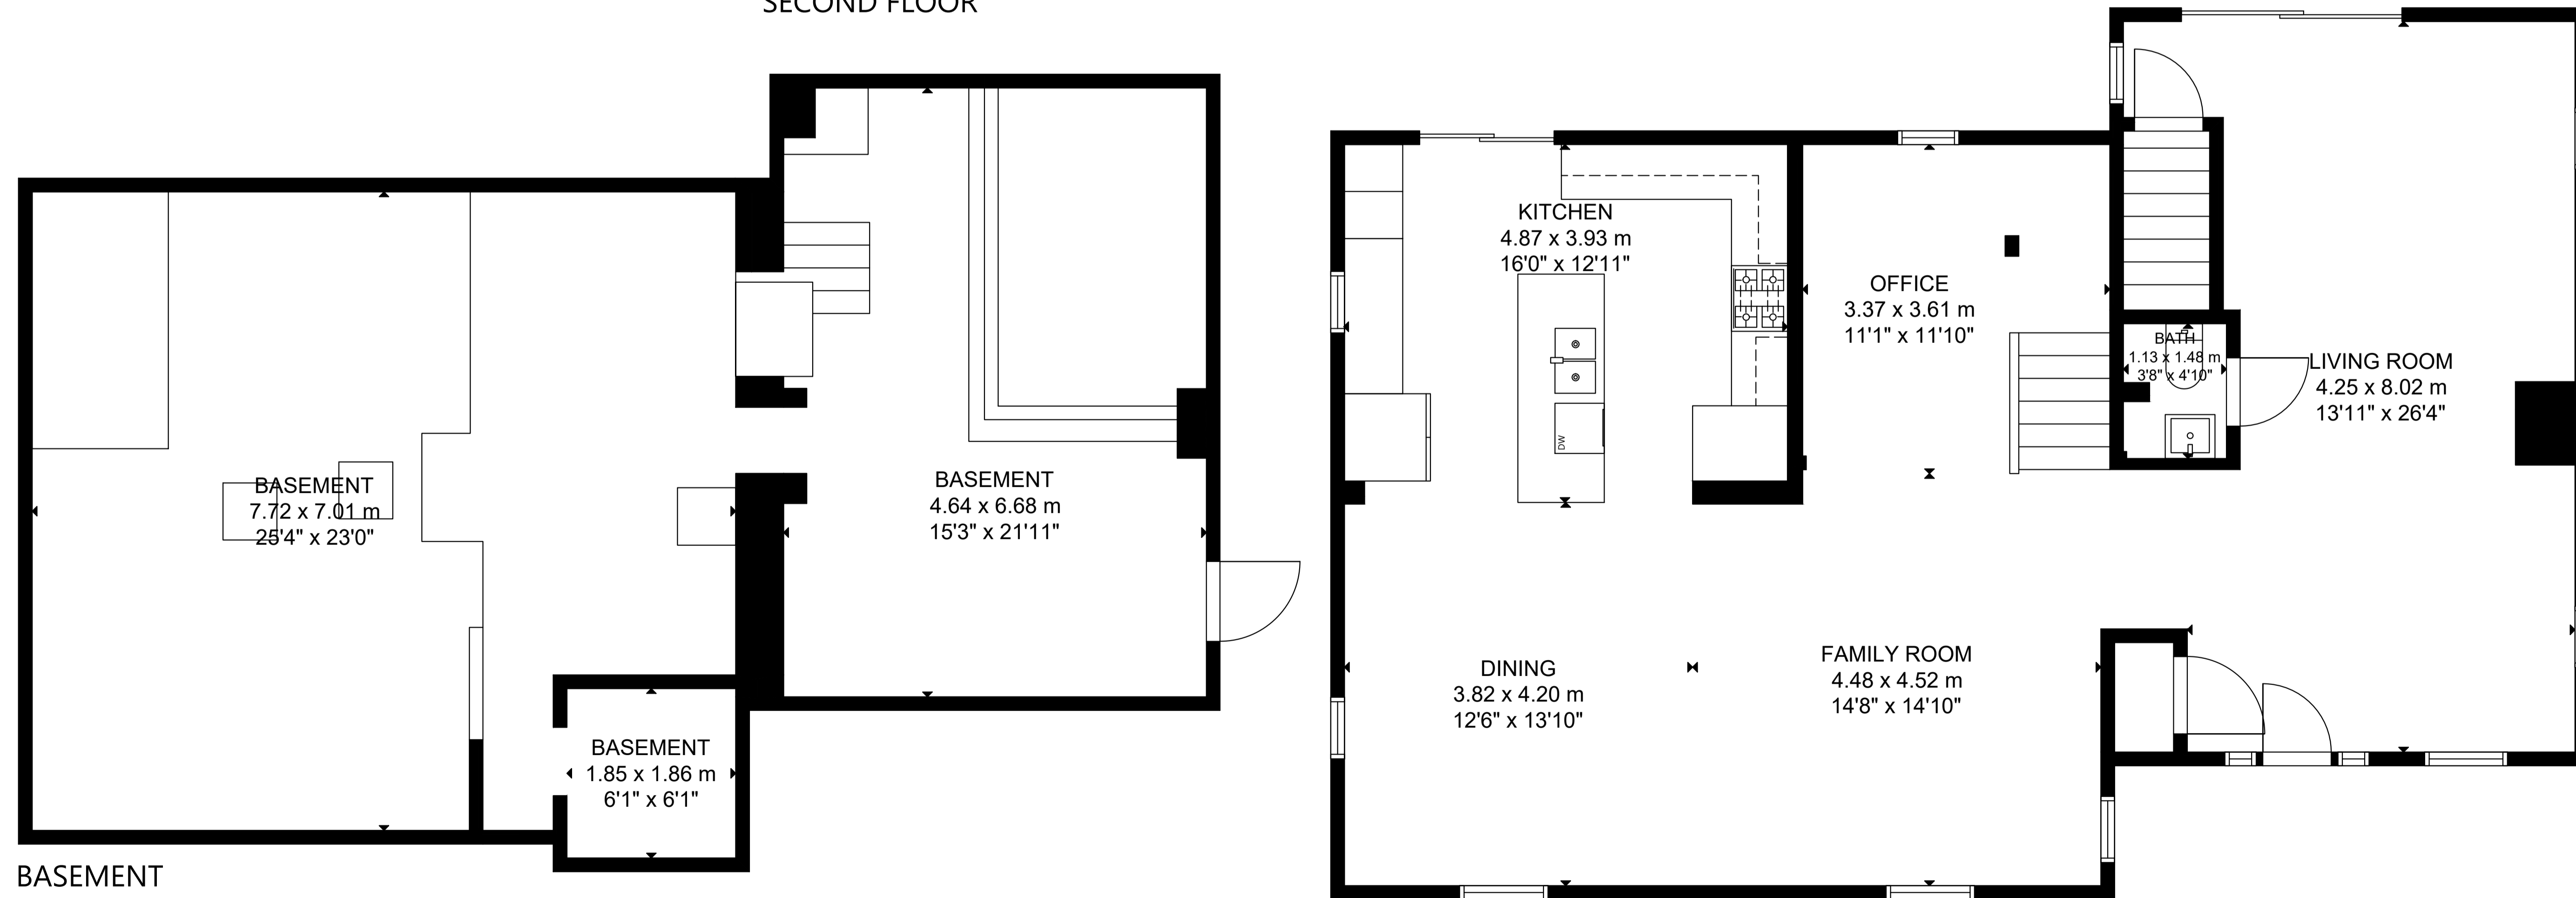 SECOND FLOOR
KITCHEN
4.87 x 3.93 m
16'0" x 12'11"
OFFICE
3.37 x 3.61 m
11'1" x 11'10"
BATH
1.13 x 1.48 m
3'8" x 4'10"
LIVING ROOM
4.25 x 8.02 m
13'11" x 26'4"
DW
BASEMENT
7.72 x 7.01 m
25'4" x 23'0"
BASEMENT
4.64 x 6.68 m
15'3" x 21'11"
DINING
3.82 x 4.20 m
12'6" x 13'10"
FAMILY ROOM
4.48 x 4.52 m
14'8" x 14'10"
BASEMENT
1.85 x 1.86 m
6'1" x 6'1"
BASEMENT